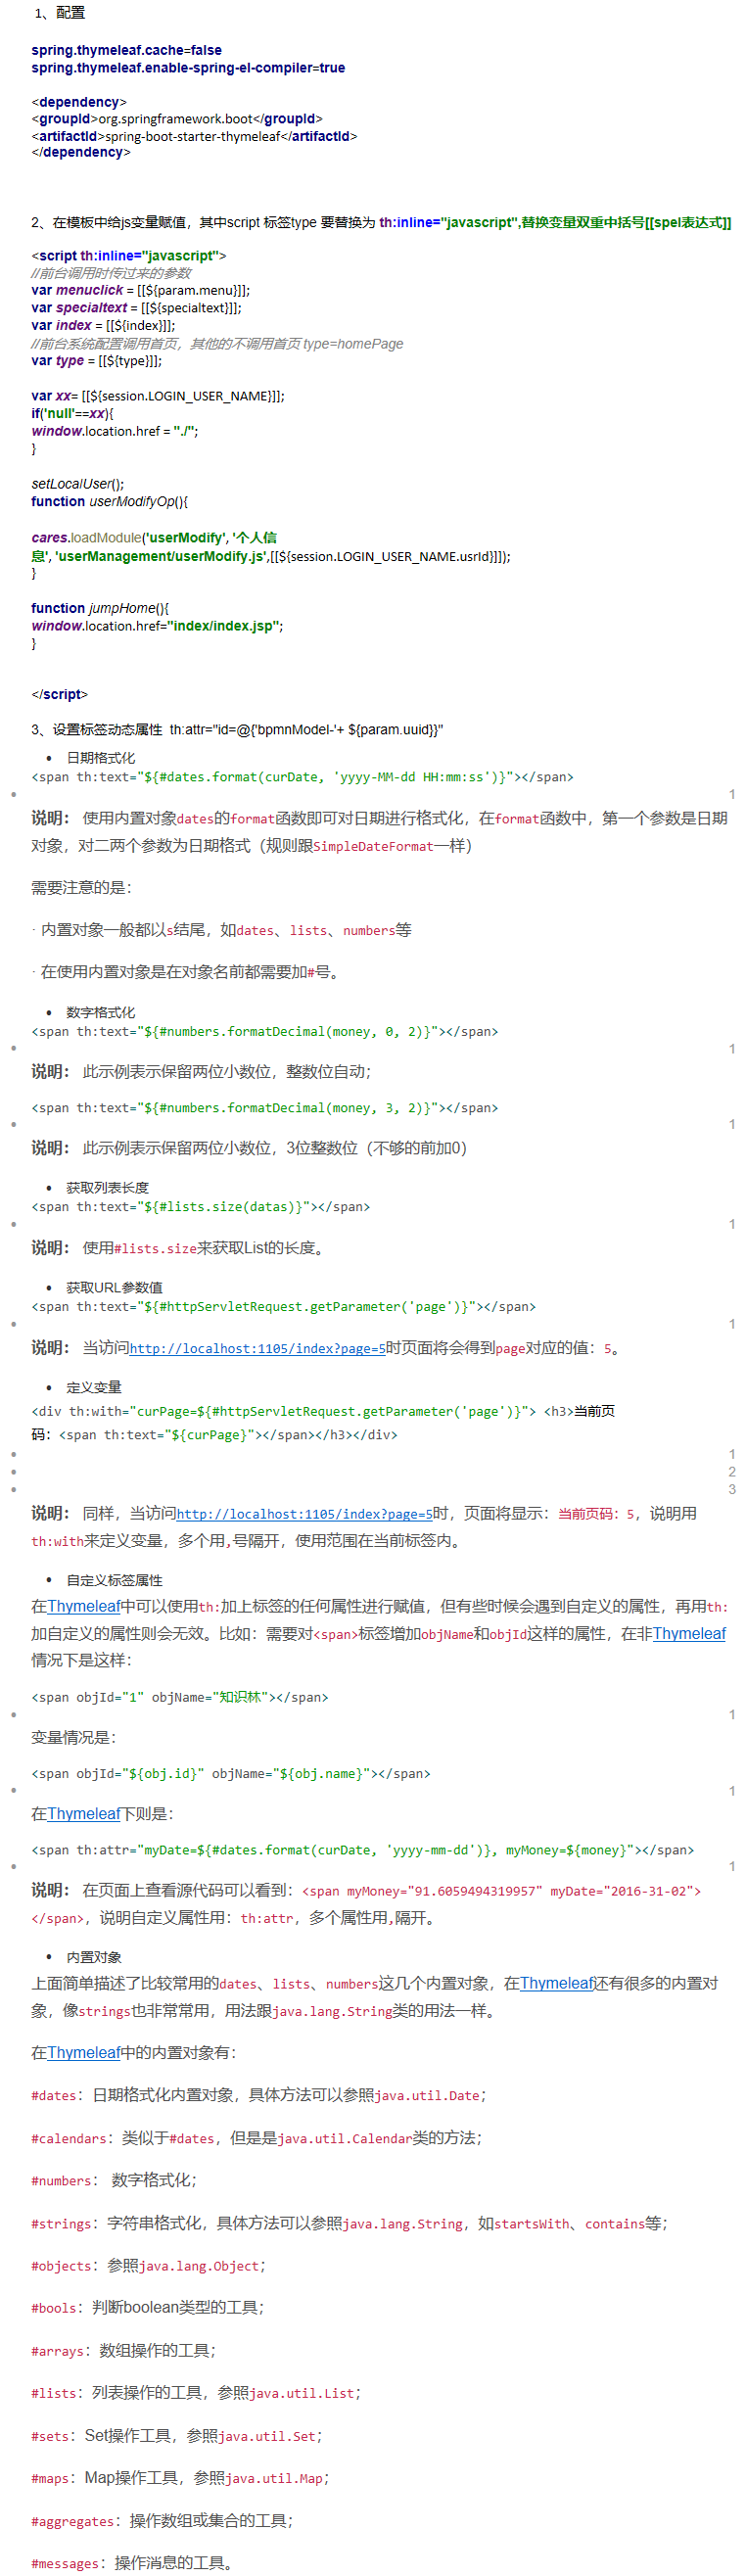 1、配置
spring.thymeleaf.cache=false
spring.thymeleaf.enable-spring-el-compiler=true
<dependency>
<groupId>org.springframework.boot</groupId>
<artifactId>spring-boot-starter-thymeleaf</artifactId>
</dependency>
2、在模板中给js变量赋值，其中script 标签type 要替换为 th:inline="javascript",替换变量双重中括号[[spel表达式]]
<script th:inline="javascript">
//前台调用时传过来的参数
var menuclick = [[${param.menu}]];
var specialtext = [[${specialtext}]];
var index = [[${index}]];
//前台系统配置调用首页，其他的不调用首页 type=homePage
var type = [[${type}]];
var xx= [[${session.LOGIN_USER_NAME}]];
if('null'==xx){
window.location.href = "./";
}
setLocalUser();
function userModifyOp(){
cares.loadModule('userModify', '个人信
息', 'userManagement/userModify.js',[[${session.LOGIN_USER_NAME.usrId}]]);
}
function jumpHome(){
window.location.href="index/index.jsp";
}
</script>
3、设置标签动态属性  th:attr="id=@{'bpmnModel-'+ ${param.uuid}}"
• 日期格式化
<span th:text="${#dates.format(curDate, 'yyyy-MM-dd HH:mm:ss')}"></span>
• 1
说明： 使用内置对象dates的format函数即可对日期进行格式化，在format函数中，第一个参数是日期
对象，对二两个参数为日期格式（规则跟SimpleDateFormat一样）
需要注意的是：
· 内置对象一般都以s结尾，如dates、lists、numbers等
· 在使用内置对象是在对象名前都需要加#号。
• 数字格式化
<span th:text="${#numbers.formatDecimal(money, 0, 2)}"></span>
• 1
说明： 此示例表示保留两位小数位，整数位自动；
<span th:text="${#numbers.formatDecimal(money, 3, 2)}"></span>
• 1
说明： 此示例表示保留两位小数位，3位整数位（不够的前加0）
• 获取列表长度
<span th:text="${#lists.size(datas)}"></span>
• 1
说明： 使用#lists.size来获取List的长度。
• 获取URL参数值
<span th:text="${#httpServletRequest.getParameter('page')}"></span>
• 1
说明： 当访问http://localhost:1105/index?page=5时页面将会得到page对应的值：5。
• 定义变量
<div th:with="curPage=${#httpServletRequest.getParameter('page')}"> <h3>当前页
码：<span th:text="${curPage}"></span></h3></div>
• 1
• 2
• 3
说明： 同样，当访问http://localhost:1105/index?page=5时，页面将显示：当前页码：5，说明用
th:with来定义变量，多个用,号隔开，使用范围在当前标签内。
• 自定义标签属性
在Thymeleaf中可以使用th:加上标签的任何属性进行赋值，但有些时候会遇到自定义的属性，再用th:
加自定义的属性则会无效。比如：需要对<span>标签增加objName和objId这样的属性，在非Thymeleaf
情况下是这样：
<span objId="1" objName="知识林"></span>
• 1
变量情况是：
<span objId="${obj.id}" objName="${obj.name}"></span>
• 1
在Thymeleaf下则是：
<span th:attr="myDate=${#dates.format(curDate, 'yyyy-mm-dd')}, myMoney=${money}"></span>
• 1
说明： 在页面上查看源代码可以看到：<span myMoney="91.6059494319957" myDate="2016-31-02">
</span>，说明自定义属性用：th:attr，多个属性用,隔开。
• 内置对象
上面简单描述了比较常用的dates、lists、numbers这几个内置对象，在Thymeleaf还有很多的内置对
象，像strings也非常常用，用法跟java.lang.String类的用法一样。
在Thymeleaf中的内置对象有：
#dates：日期格式化内置对象，具体方法可以参照java.util.Date；
#calendars：类似于#dates，但是是java.util.Calendar类的方法；
#numbers： 数字格式化；
#strings：字符串格式化，具体方法可以参照java.lang.String，如startsWith、contains等；
#objects：参照java.lang.Object；
#bools：判断boolean类型的工具；
#arrays：数组操作的工具；
#lists：列表操作的工具，参照java.util.List；
#sets：Set操作工具，参照java.util.Set；
#maps：Map操作工具，参照java.util.Map；
#aggregates：操作数组或集合的工具；
#messages：操作消息的工具。